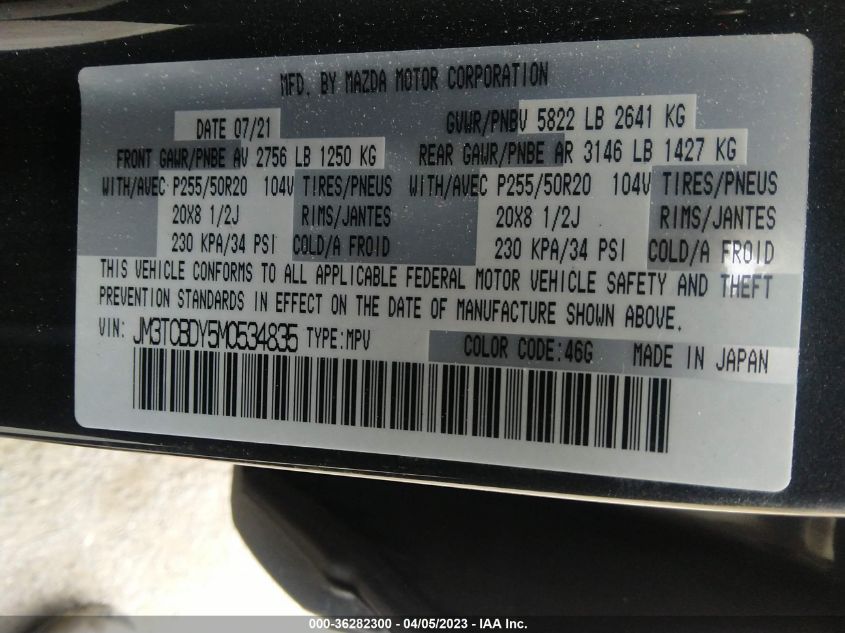 MFD. BY MAZDA MOTOR CORPORATION
DATE 07/21 GVWR/PNBV 5822 LB 2641 KG
FRONT GAWR/PNBE AV 2756 LB 1250 KG REAR GAWR/PNBE AR 3146 LB 1427 KG
WITH/AVEC P255/50R20 104V TIRES/PNEUS WITH/AVEC P255/50R20 104V TIRES/PNEUS
20X8 1/2J RIMS/JANTES 20X8 1/2J RIMS/JANTES
230 KPA/34 PSI COLD/A FROID 230 KPA/34 PSI COLD/A FROID
THIS VEHICLE CONFORMS TO ALL APPLICABLE FEDERAL MOTOR VEHICLE SAFETY AND THEFT
PREVENTION STANDARDS IN EFFECT ON THE DATE OF MANUFACTURE SHOWN ABOVE.
VIN: JM3TCBDY5M0534835 TYPE:MPV COLOR CODE:46G MADE IN JAPAN
000-36282300 - 04/05/2023 - IAA Inc.